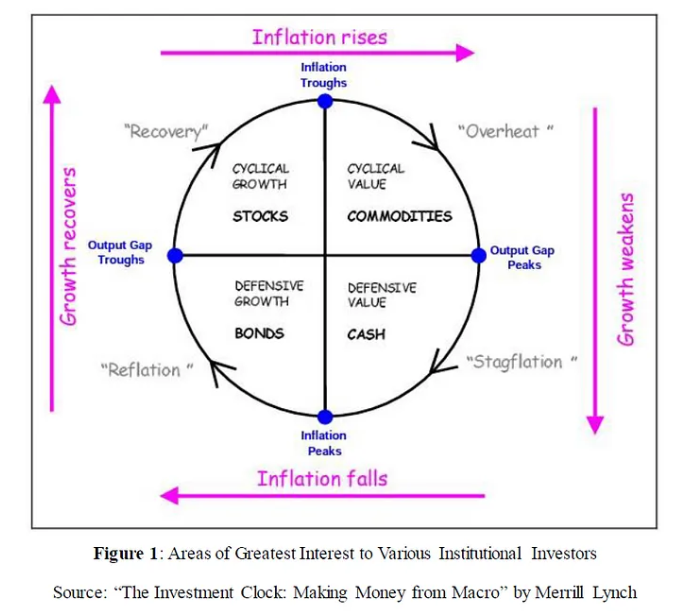 Inflation rises
Inflation
Troughs
"Recovery"
"Overheat "
CYCLICAL
GROWTH
STOCKS
CYCLICAL
VALUE
COMMODITIES
Growth recovers
Output Gap
Troughs
Output Gap
Peaks
Growth weakens
DEFENSIVE
GROWTH
BONDS
DEFENSIVE
VALUE
CASH
"Reflation "
"Stagflation "
Inflation
Peaks
Inflation falls
Figure 1: Areas of Greatest Interest to Various Institutional Investors
Source: “The Investment Clock: Making Money from Macro” by Merrill Lynch